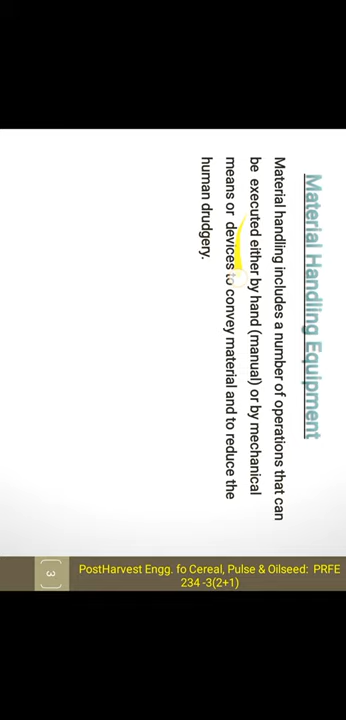 Material Handling Equipment
Material handling includes a number of operations that can
be executed either by hand (manual) or by mechanical
means or devices to convey material and to reduce the
human drudgery.
PostHarvest Engg. fo Cereal, Pulse & Oilseed: PRFE
234 -3(2+1)
3